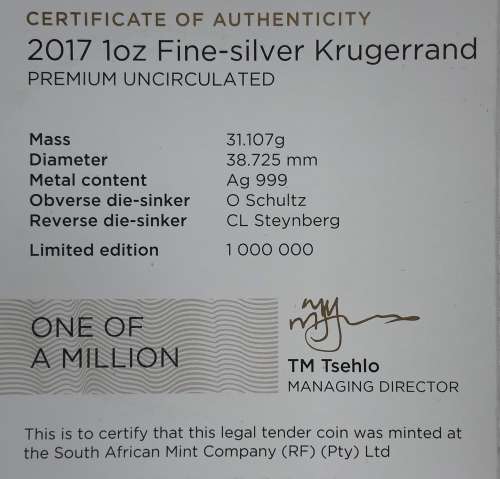 CERTIFICATE OF AUTHENTICITY
2017 1oz Fine-silver Krugerrand
PREMIUM UNCIRCULATED
Mass 31.107g
Diameter 38.725 mm
Metal content Ag 999
Obverse die-sinker O Schultz
Reverse die-sinker CL Steynberg
Limited edition 1 000 000
ONE OF
A MILLION
TM Tsehlo
MANAGING DIRECTOR
This is to certify that this legal tender coin was minted at
the South African Mint Company (RF) (Pty) Ltd